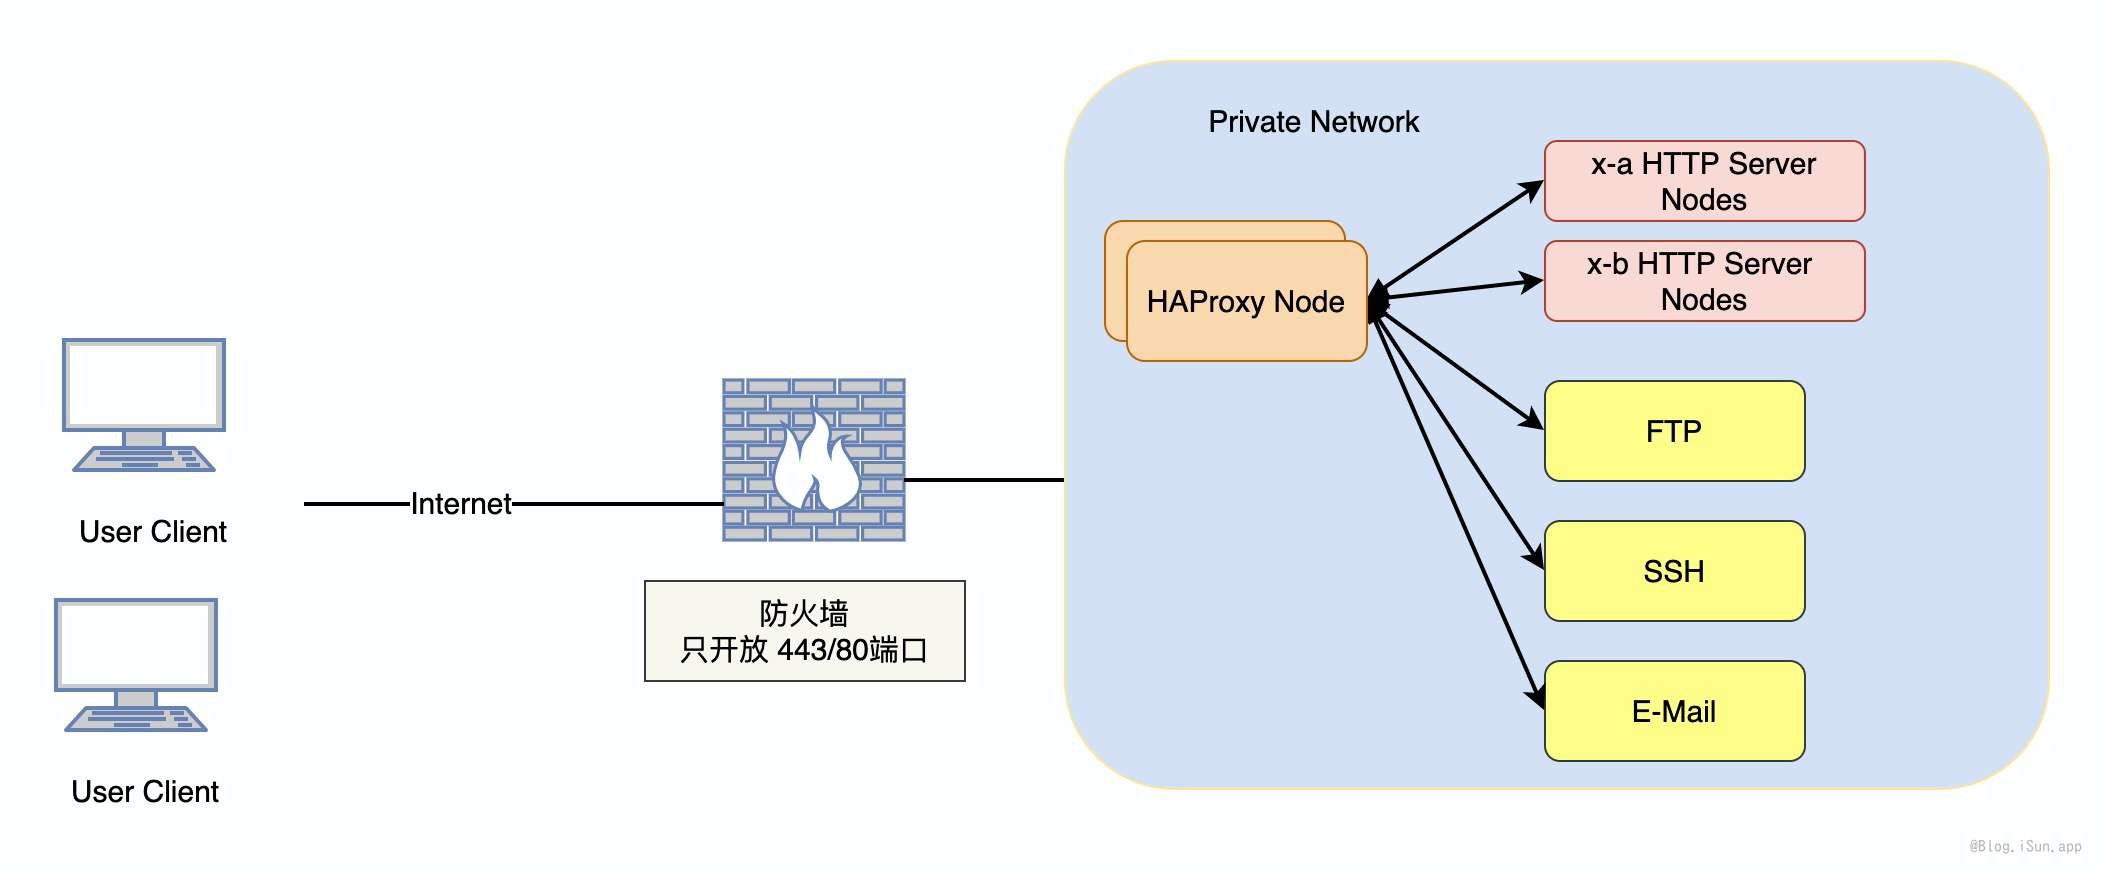 Private Network
x-a HTTP Server
Nodes
x-b HTTP Server
Nodes
HAProxy Node
FTP
Internet
User Client
SSH
防火墙
只开放 443/80端口
E-Mail
User Client
@Blog.iSun.app